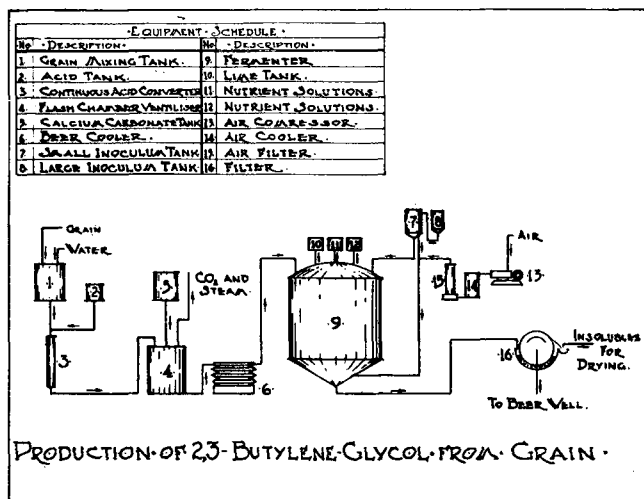 ·EQUIPMENT·SCHEDULE·
No ·DESCRIPTION· No ·DESCRIPTION·
1 GRAIN MIXING TANK. 9. FERMENTER
2. ACID TANK. 10. LIME TANK.
3 CONTINUOUS ACID CONVERTER 11 NUTRIENT SOLUTIONS.
4. FLASH CHAMBER VENTILISER 12 NUTRIENT SOLUTIONS.
5. CALCIUM CARBONATE TANK 13 AIR COMPRESSOR.
6 BEER COOLER. 14 AIR COOLER.
7 SMALL INOCULUM TANK 15 AIR FILTER·
8 LARGE INOCULUM TANK 16 FILTER.
GRAIN
WATER
1
2
3
4
5
CO2 AND
STEAM.
6
10 11 12
9
7 8
15
14
AIR
13
16
INSOLUBLES
FOR
DRYING.
TO BEER WELL.
PRODUCTION·OF 2,3-BUTYLENE·GLYCOL·FROM·GRAIN·